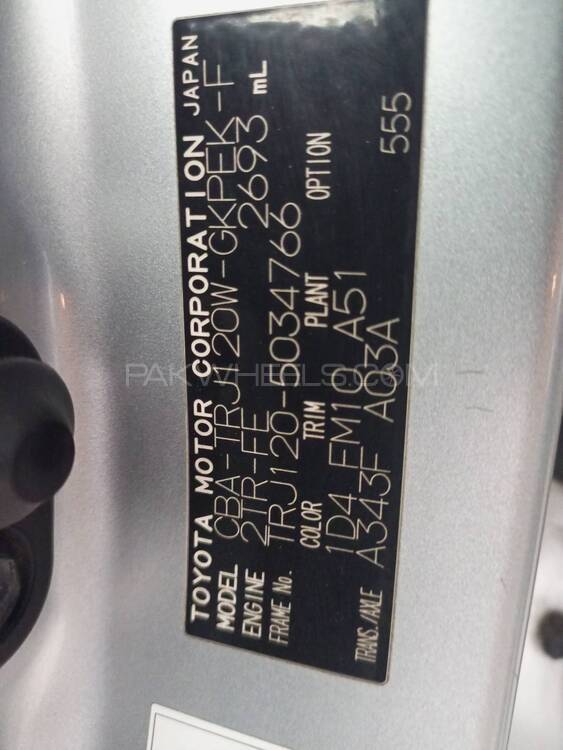 TOYOTA MOTOR CORPORATION JAPAN
MODEL CBA-TRJ120W-GKPEK-F
ENGINE 2TR-FE 2693 mL
FRAME No. TRJ120-5034766
COLOR TRIM PLANT OPTION
1D4 FM10 A51 555
TRANS./AXLE A343F A03A
PAKWHEELS.COM